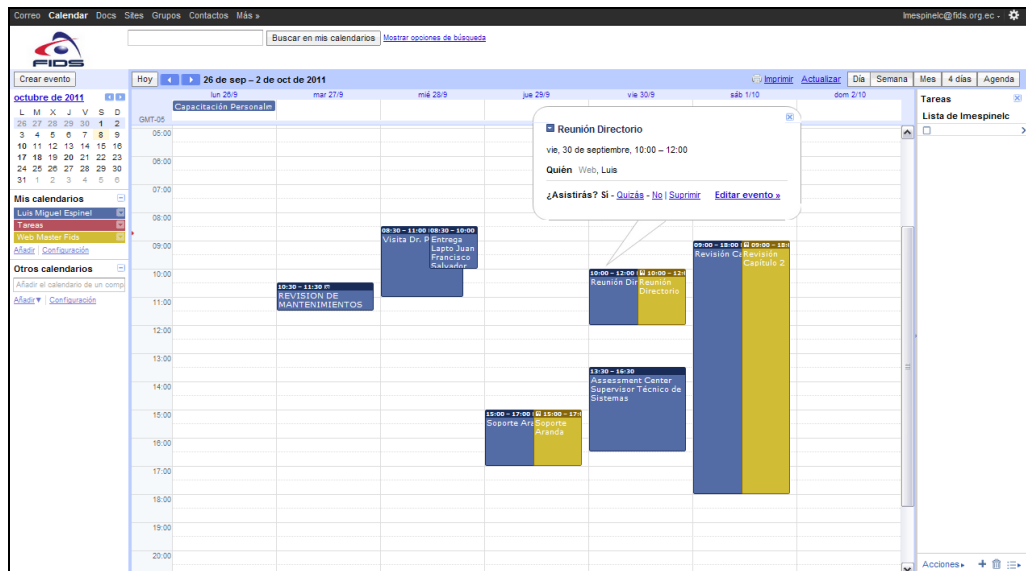 Correo Calendar Docs Sites Grupos Contactos Más » lmespinelc@fids.org.ec -
FIDS
Buscar en mis calendarios Mostrar opciones de búsqueda
Crear evento
Hoy 26 de sep – 2 de oct de 2011 Imprimir Actualizar Día Semana Mes 4 días Agenda
octubre de 2011
L M X J V S D
26 27 28 29 30 1 2
3 4 5 6 7 8 9
10 11 12 13 14 15 16
17 18 19 20 21 22 23
24 25 26 27 28 29 30
31 1 2 3 4 5 6
Mis calendarios
Luis Miguel Espinel
Tareas
Web Master Fids
Añadir | Configuración
Otros calendarios
Añadir el calendario de un comp
Añadir▼ | Configuración
lun 26/9 mar 27/9 mié 28/9 jue 29/9 vie 30/9 sáb 1/10 dom 2/10
Capacitación Personal
GMT-05
05:00
06:00
07:00
08:00
09:00
10:00
11:00
12:00
13:00
14:00
15:00
16:00
17:00
18:00
19:00
20:00
10:30 – 11:30
REVISION DE
MANTENIMIENTOS
08:30 – 11:00
Visita Dr. P
08:30 – 10:00
Entrega
Lapto Juan
Francisco
Salvador
15:00 – 17:00
Soporte Ara
15:00 – 17:
Soporte
Aranda
Reunión Directorio
vie, 30 de septiembre, 10:00 – 12:00
Quién Web, Luis
¿Asistirás? Sí - Quizás - No | Suprimir Editar evento »
10:00 – 12:00
Reunión Dir
10:00 – 12:
Reunión
Directorio
13:30 – 16:30
Assessment Center
Supervisor Técnico de
Sistemas
09:00 – 18:00
Revisión Ca
09:00 – 18:
Revisión
Capitulo 2
Tareas
Lista de lmespinelc
Acciones ▸